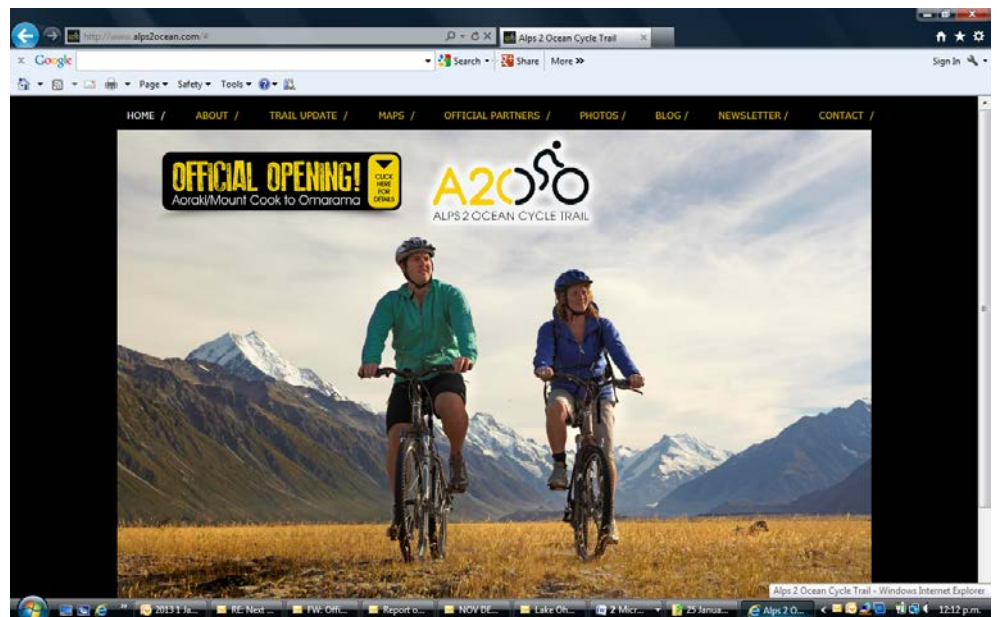 http://www.alps2ocean.com/#
Alps 2 Ocean Cycle Trail
x Google
Search
Share
More »
Sign In
Page
Safety
Tools
HOME / ABOUT / TRAIL UPDATE / MAPS / OFFICIAL PARTNERS / PHOTOS / BLOG / NEWSLETTER / CONTACT /
OFFICIAL OPENING!
Aoraki/Mount Cook to Omarama
CLICK
HERE
FOR
DETAILS
A2O
ALPS 2 OCEAN CYCLE TRAIL
Alps 2 Ocean Cycle Trail - Windows Internet Explorer
2013 1 Ja...
RE: Next ...
FW: Offi...
Report o...
NOV DE...
Lake Oh...
2 Micr...
25 Janua...
Alps 2 O...
12:12 p.m.